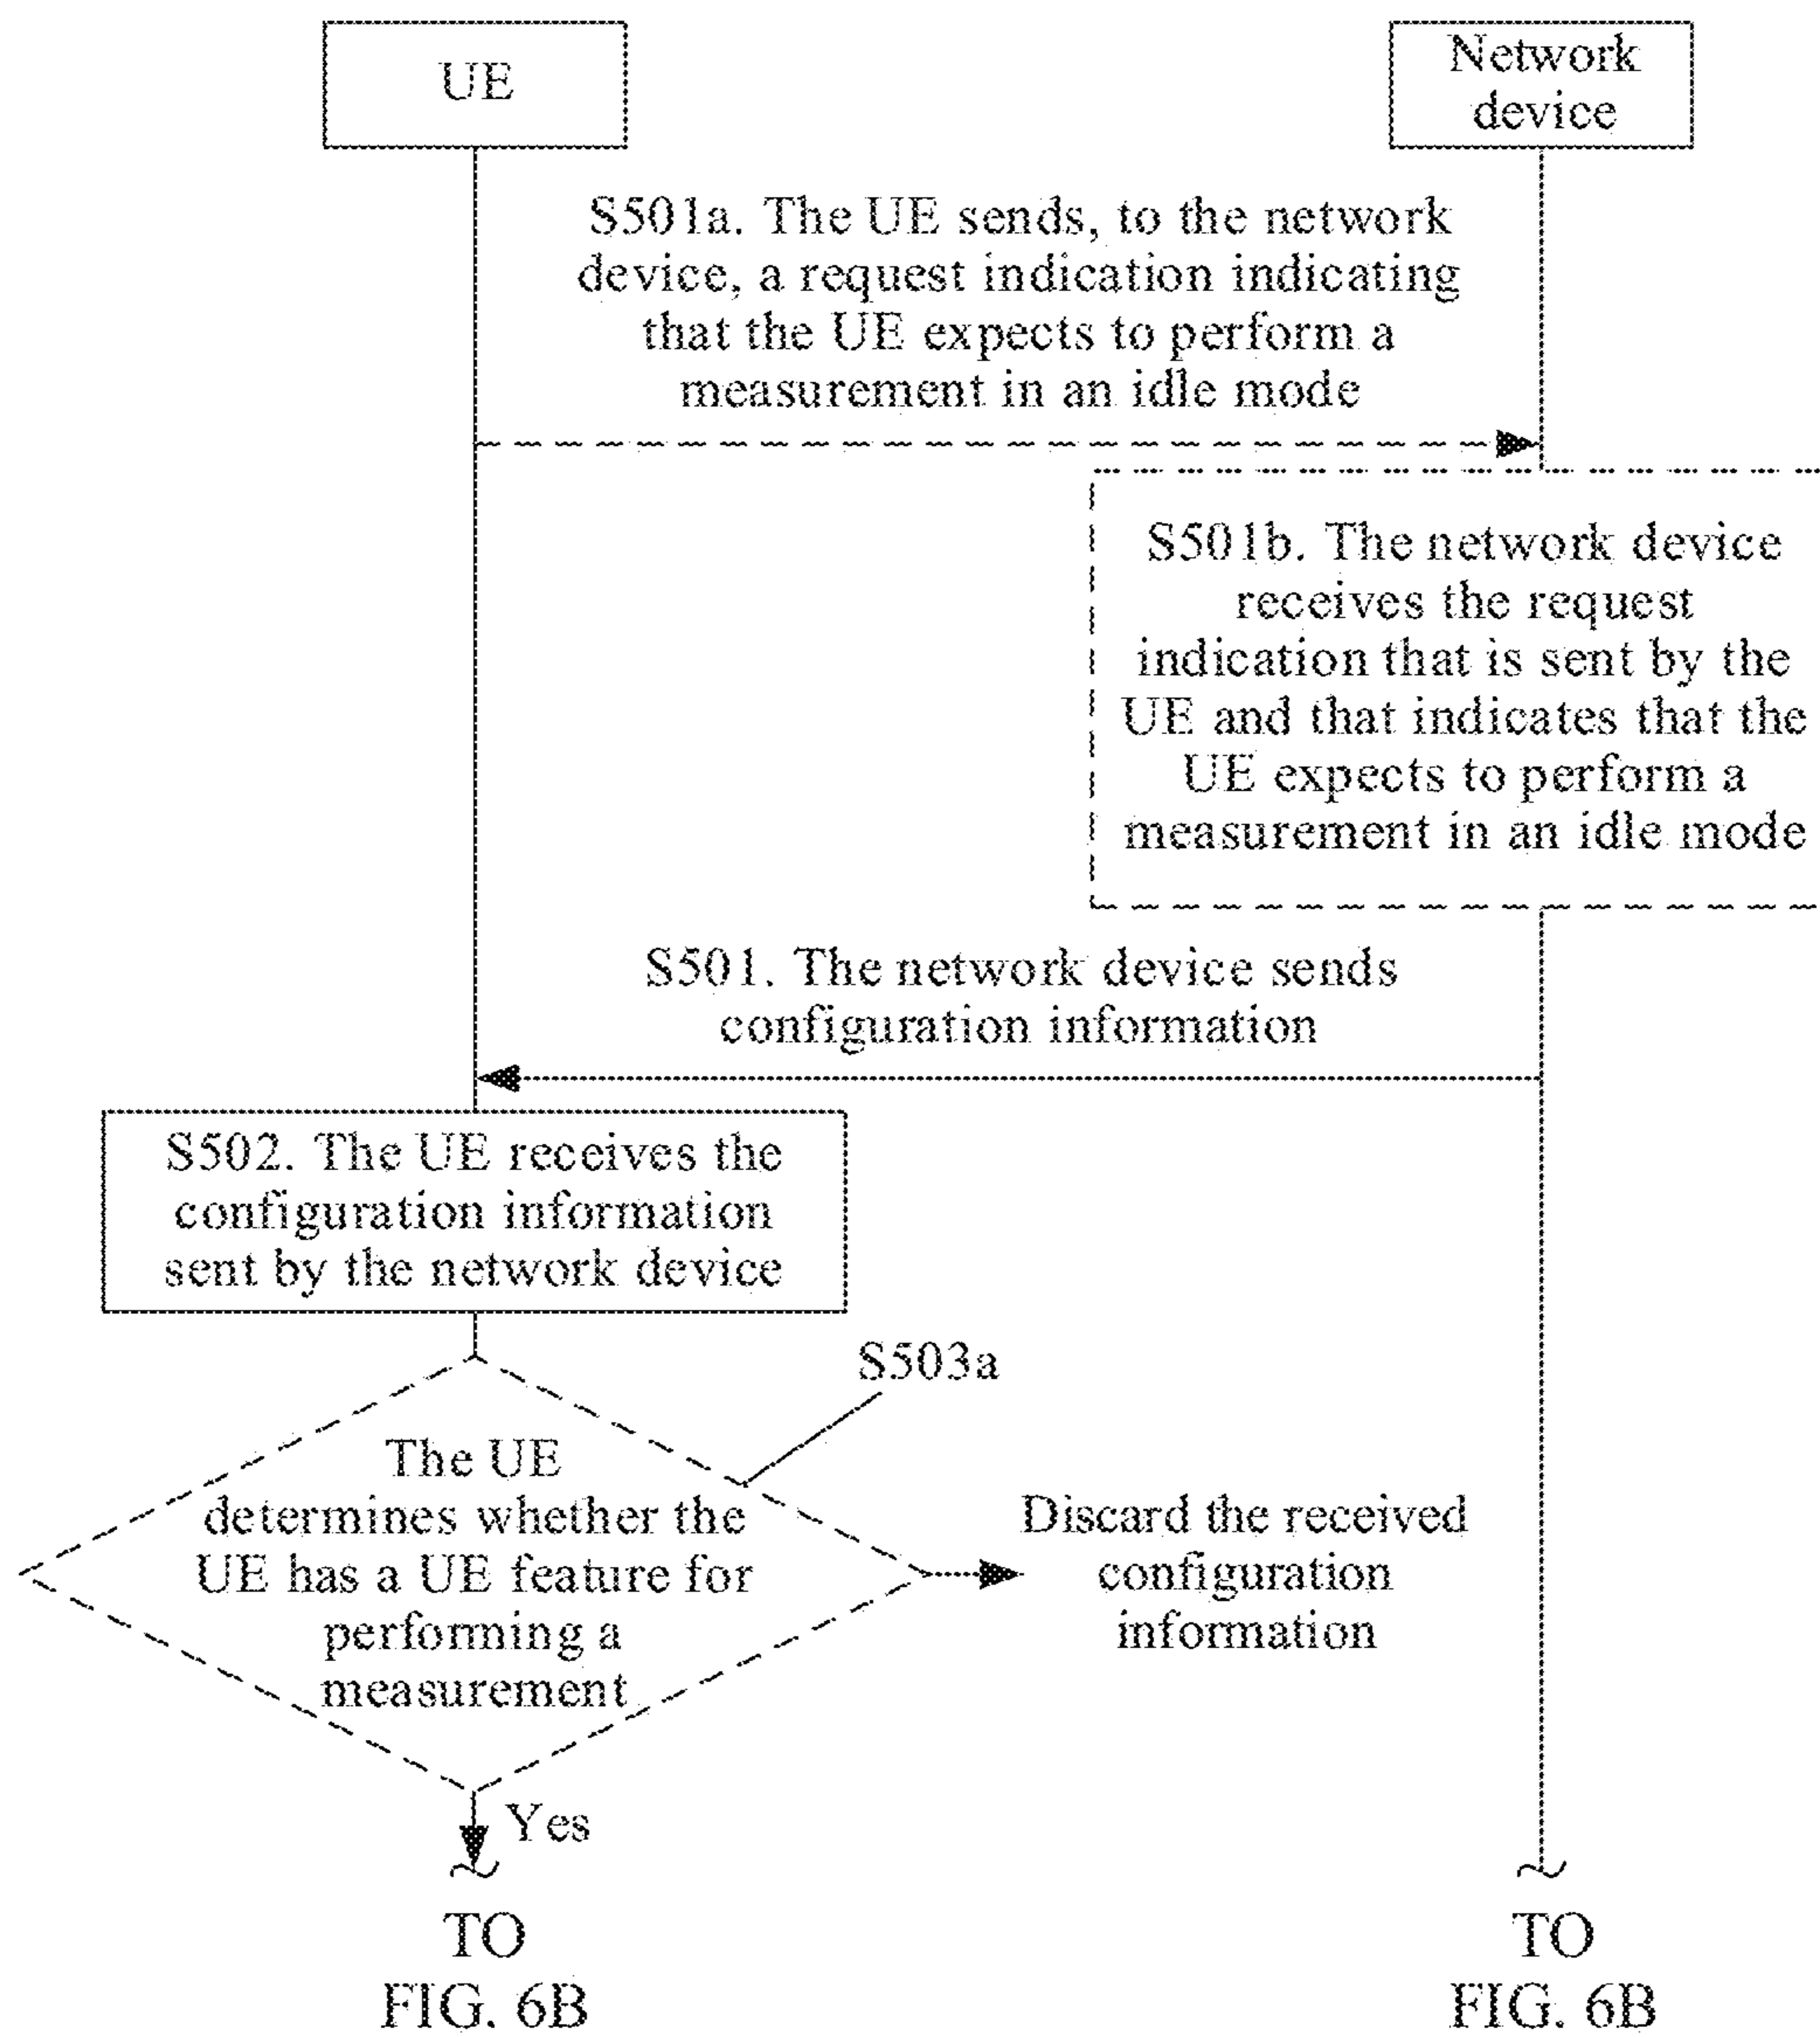 UE
Network
device
S501a. The UE sends, to the network
device, a request indication indicating
that the UE expects to perform a
measurement in an idle mode
S501b. The network device
receives the request
indication that is sent by the
UE and that indicates that the
UE expects to perform a
measurement in an idle mode
S501. The network device sends
configuration information
S502. The UE receives the
configuration information
sent by the network device
S503a
The UE
determines whether the
UE has a UE feature for
performing a
measurement
Discard the received
configuration
information
Yes
TO
FIG. 6B
TO
FIG. 6B